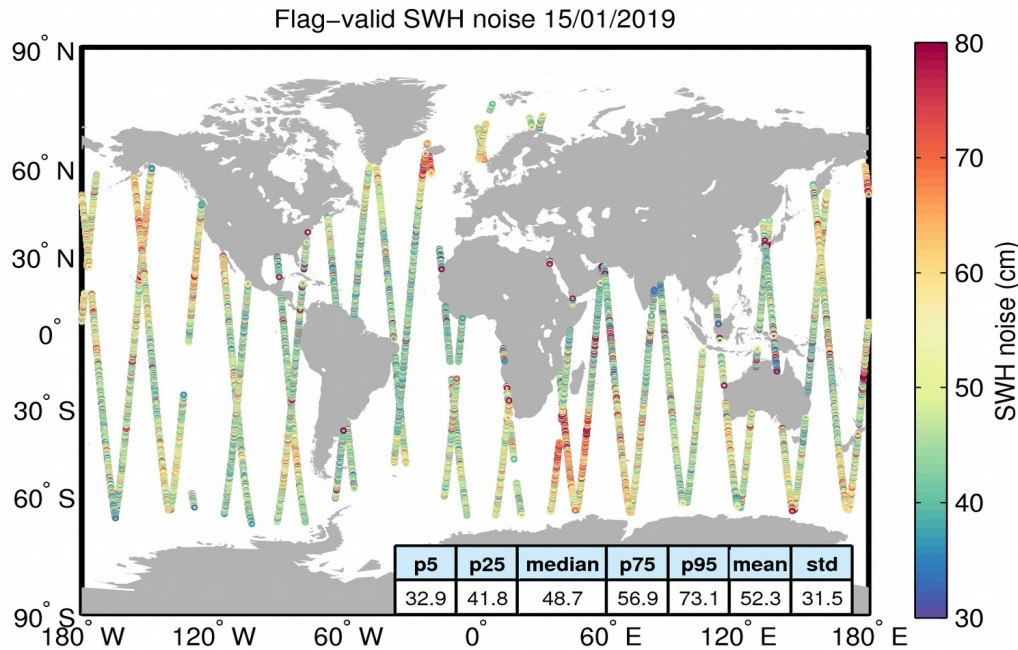 Flag−valid SWH noise 15/01/2019
90° N
60° N
30° N
0°
30° S
60° S
90° S
180° W
120° W
60° W
0°
60° E
120° E
180° E
p5 p25 median p75 p95 mean std
32.9 41.8 48.7 56.9 73.1 52.3 31.5
80
70
60
50
40
30
SWH noise (cm)